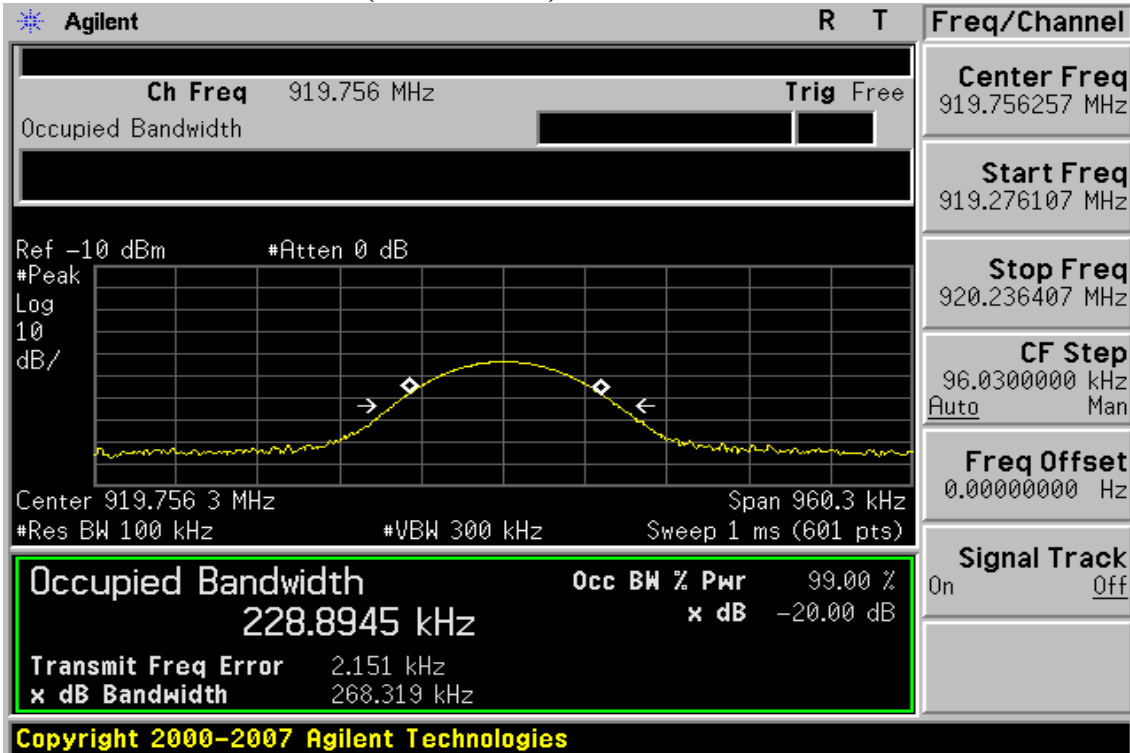 Agilent R T Freq/Channel
Ch Freq 919.756 MHz Trig Free
Occupied Bandwidth
Center Freq
919.756257 MHz
Start Freq
919.276107 MHz
Stop Freq
920.236407 MHz
CF Step
96.0300000 kHz
Auto Man
Freq Offset
0.00000000 Hz
Signal Track
On Off
Ref -10 dBm #Atten 0 dB
#Peak
Log
10
dB/
Center 919.756 3 MHz Span 960.3 kHz
#Res BW 100 kHz #VBW 300 kHz Sweep 1 ms (601 pts)
Occupied Bandwidth Occ BW % Pwr 99.00 %
228.8945 kHz x dB -20.00 dB
Transmit Freq Error 2.151 kHz
x dB Bandwidth 268.319 kHz
Copyright 2000-2007 Agilent Technologies